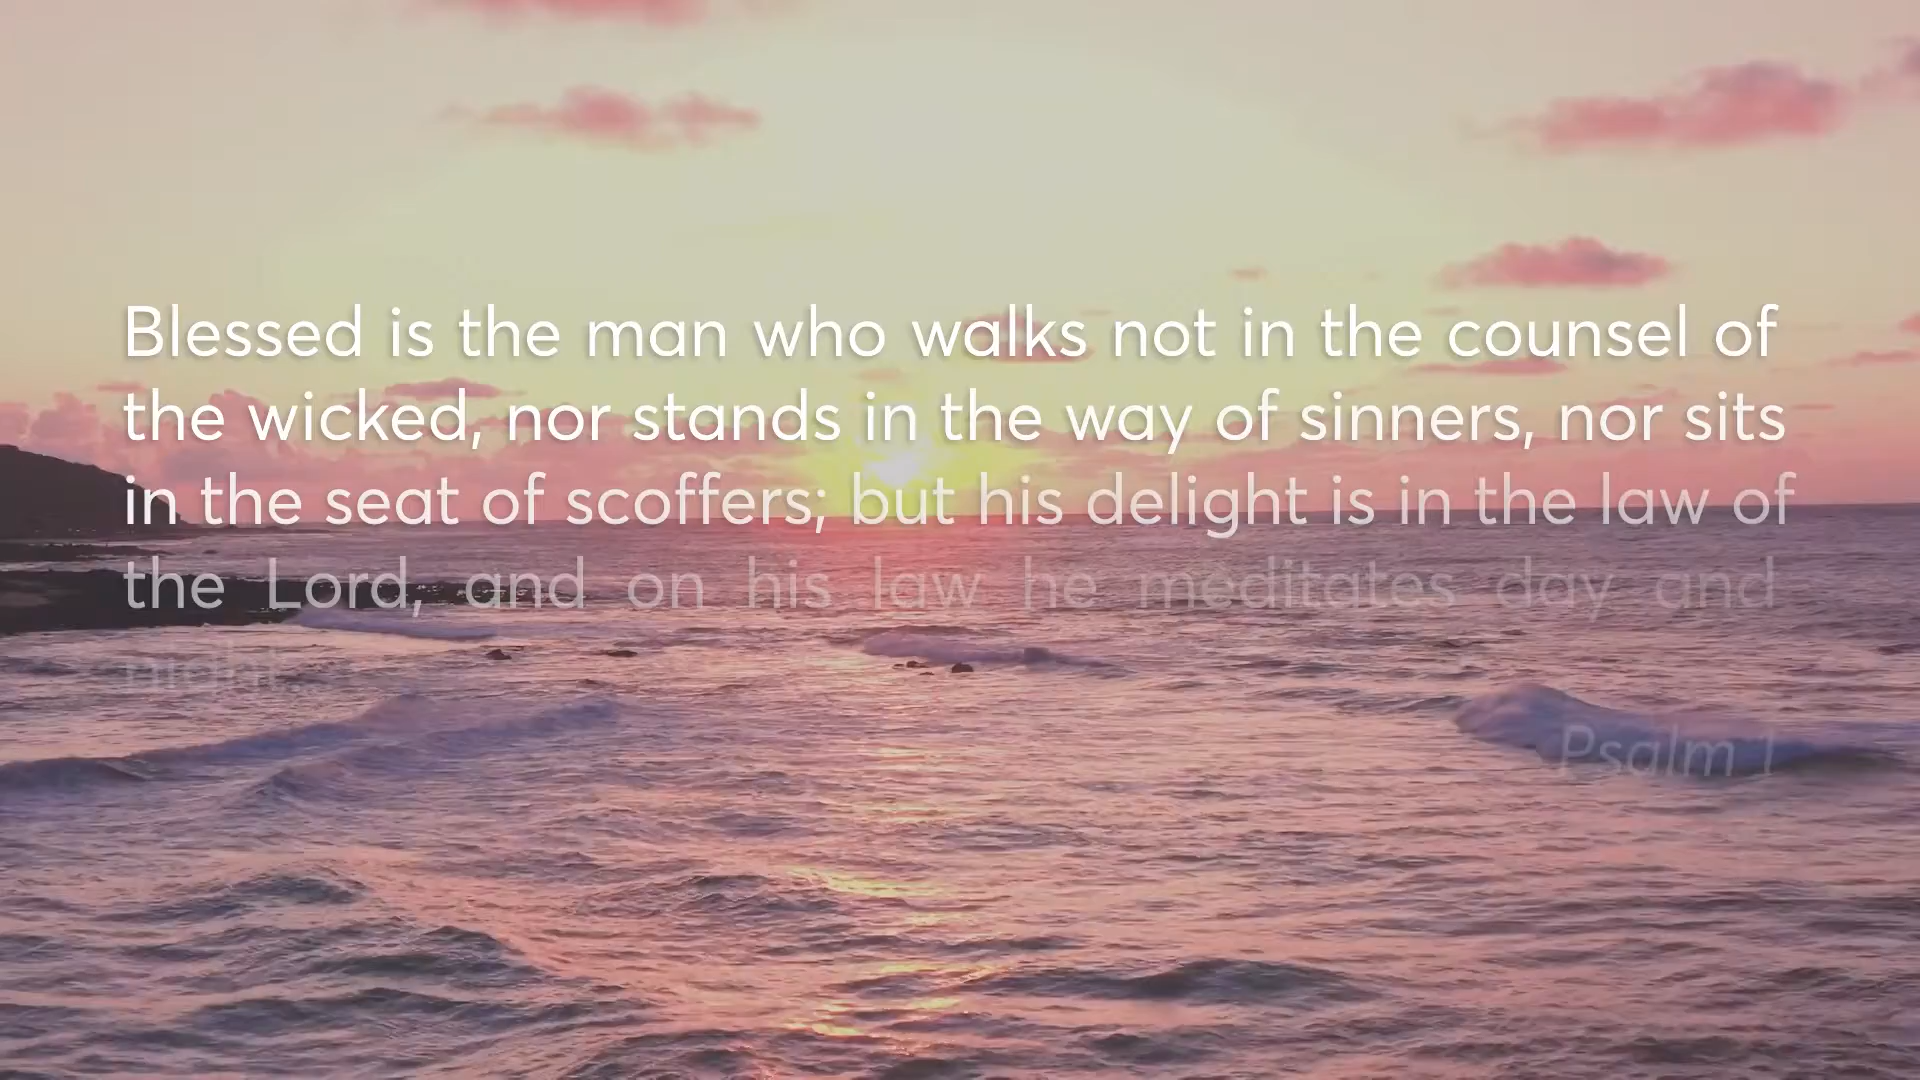 Blessed is the man who walks not in the counsel of
the wicked, nor stands in the way of sinners, nor sits
in the seat of scoffers; but his delight is in the law of
the Lord, and on his law he meditates day and
night...
Psalm 1